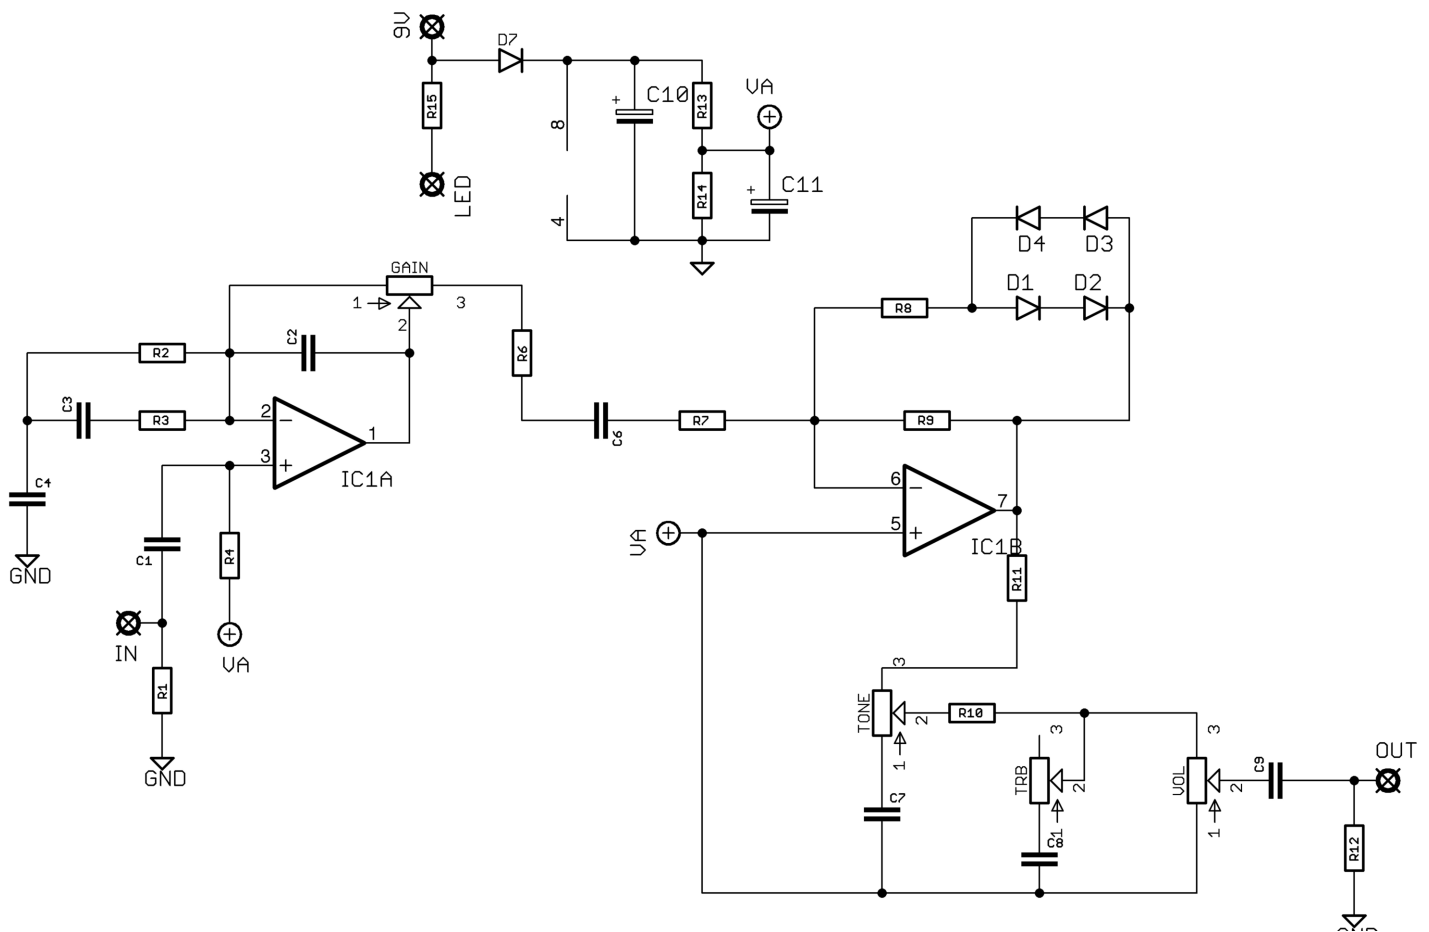 9V
D7
R15
LED
8
4
+
C10
R13
R14
VA
+
C11
GAIN
1
3
2
R2
C2
C3
R3
2
3
1
IC1A
C4
GND
C1
R4
IN
VA
R1
GND
R6
C6
R7
R8
D4
D3
D1
D2
R9
6
5
7
IC1B
VA
R11
3
TONE
2
R10
1
C7
3
TRB
2
1
C8
3
VOL
2
1
C9
OUT
R12
GND